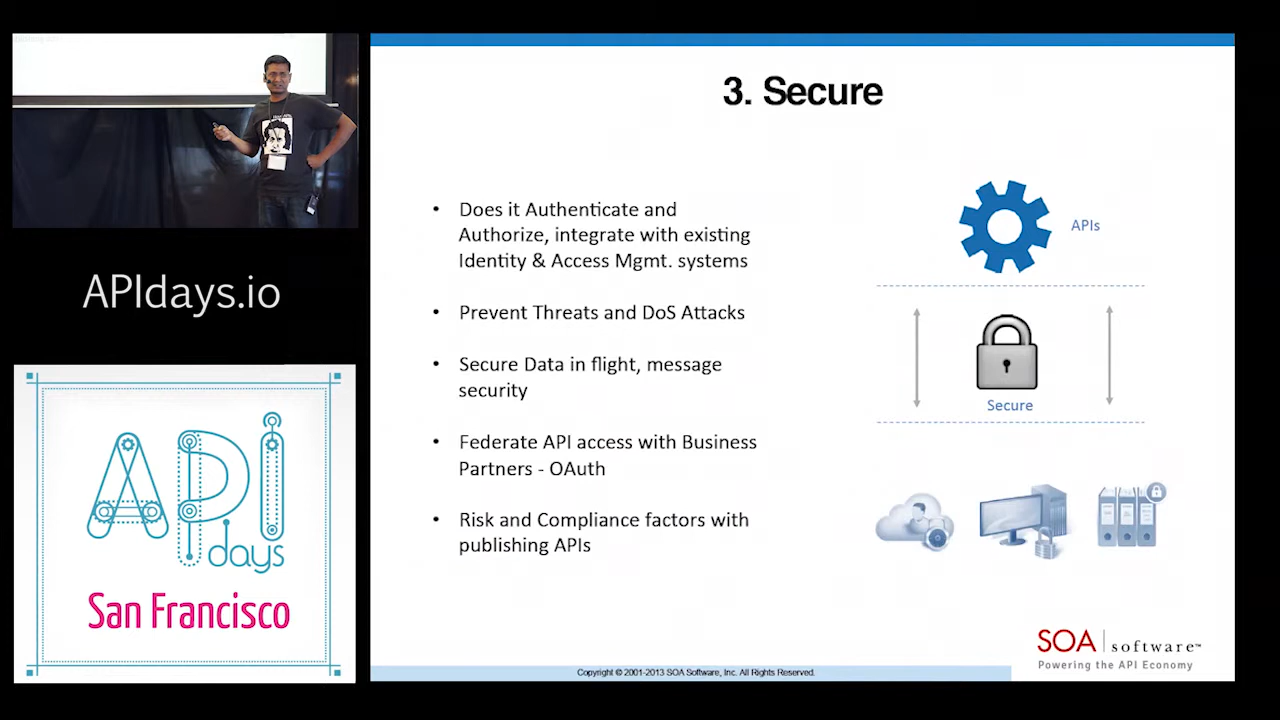 APIdays.io
API
days
San Francisco
3. Secure
• Does it Authenticate and
Authorize, integrate with existing
Identity & Access Mgmt. systems
• Prevent Threats and DoS Attacks
• Secure Data in flight, message
security
• Federate API access with Business
Partners - OAuth
• Risk and Compliance factors with
publishing APIs
APIs
Secure
SOA software™
Powering the API Economy
Copyright © 2001-2013 SOA Software, Inc. All Rights Reserved.